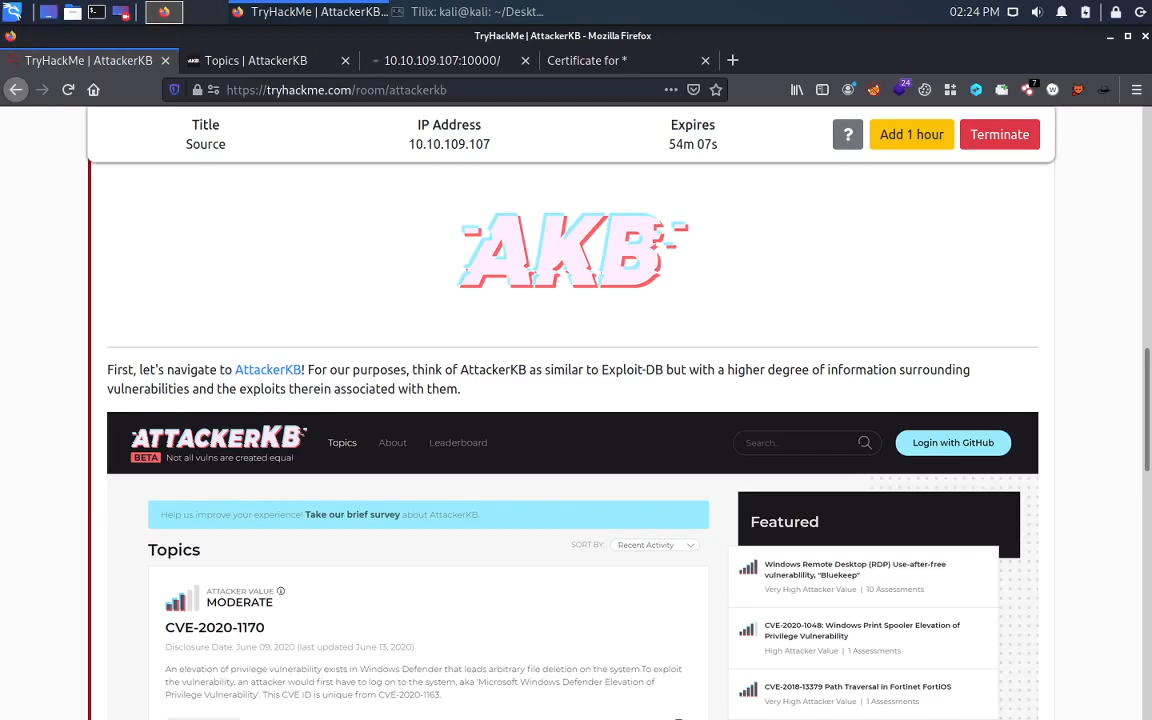 TryHackMe | AttackerKB...
Tilix: kali@kali: ~/Deskt...
02:24 PM
TryHackMe | AttackerKB - Mozilla Firefox
TryHackMe | AttackerKB
AKB
Topics | AttackerKB
10.10.109.107:10000/
Certificate for *
https://tryhackme.com/room/attackerkb
24
7
W
Title
IP Address
Expires
?
Add 1 hour
Terminate
Source
10.10.109.107
54m 07s
AKB
First, let's navigate to AttackerKB! For our purposes, think of AttackerKB as similar to Exploit-DB but with a higher degree of information surrounding
vulnerabilities and the exploits therein associated with them.
ATTACKERKB
BETA Not all vulns are created equal
Topics
About
Leaderboard
Search...
Login with GitHub
Help us improve your experience! Take our brief survey about AttackerKB.
Topics
SORT BY:
Recent Activity
ATTACKER VALUE
MODERATE
CVE-2020-1170
Disclosure Date: June 09, 2020 (last updated June 13, 2020)
An elevation of privilege vulnerability exists in Windows Defender that leads arbitrary file deletion on the system.To exploit
the vulnerability, an attacker would first have to log on to the system, aka 'Microsoft Windows Defender Elevation of
Privilege Vulnerability'. This CVE ID is unique from CVE-2020-1163.
Featured
Windows Remote Desktop (RDP) Use-after-free
vulnerablility, "Bluekeep"
Very High Attacker Value | 10 Assessments
CVE-2020-1048: Windows Print Spooler Elevation of
Privilege Vulnerability
High Attacker Value | 1 Assessments
CVE-2018-13379 Path Traversal in Fortinet FortiOS
Very High Attacker Value | 1 Assessments